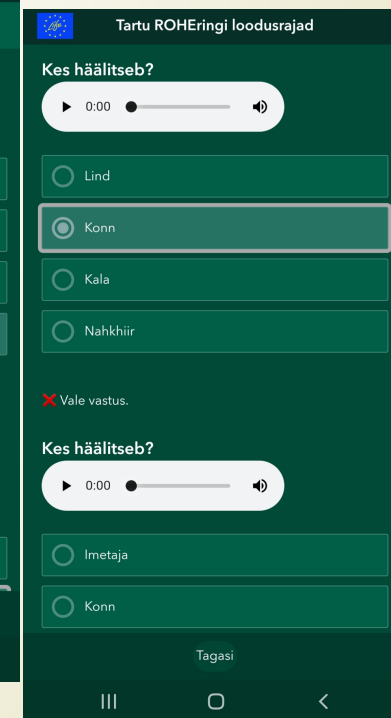 Life
Tartu ROHEringi loodusrajad
Kes häälitseb?
0:00
Lind
Konn
Kala
Nahkhiir
Vale vastus.
Kes häälitseb?
0:00
Imetaja
Konn
Tagasi